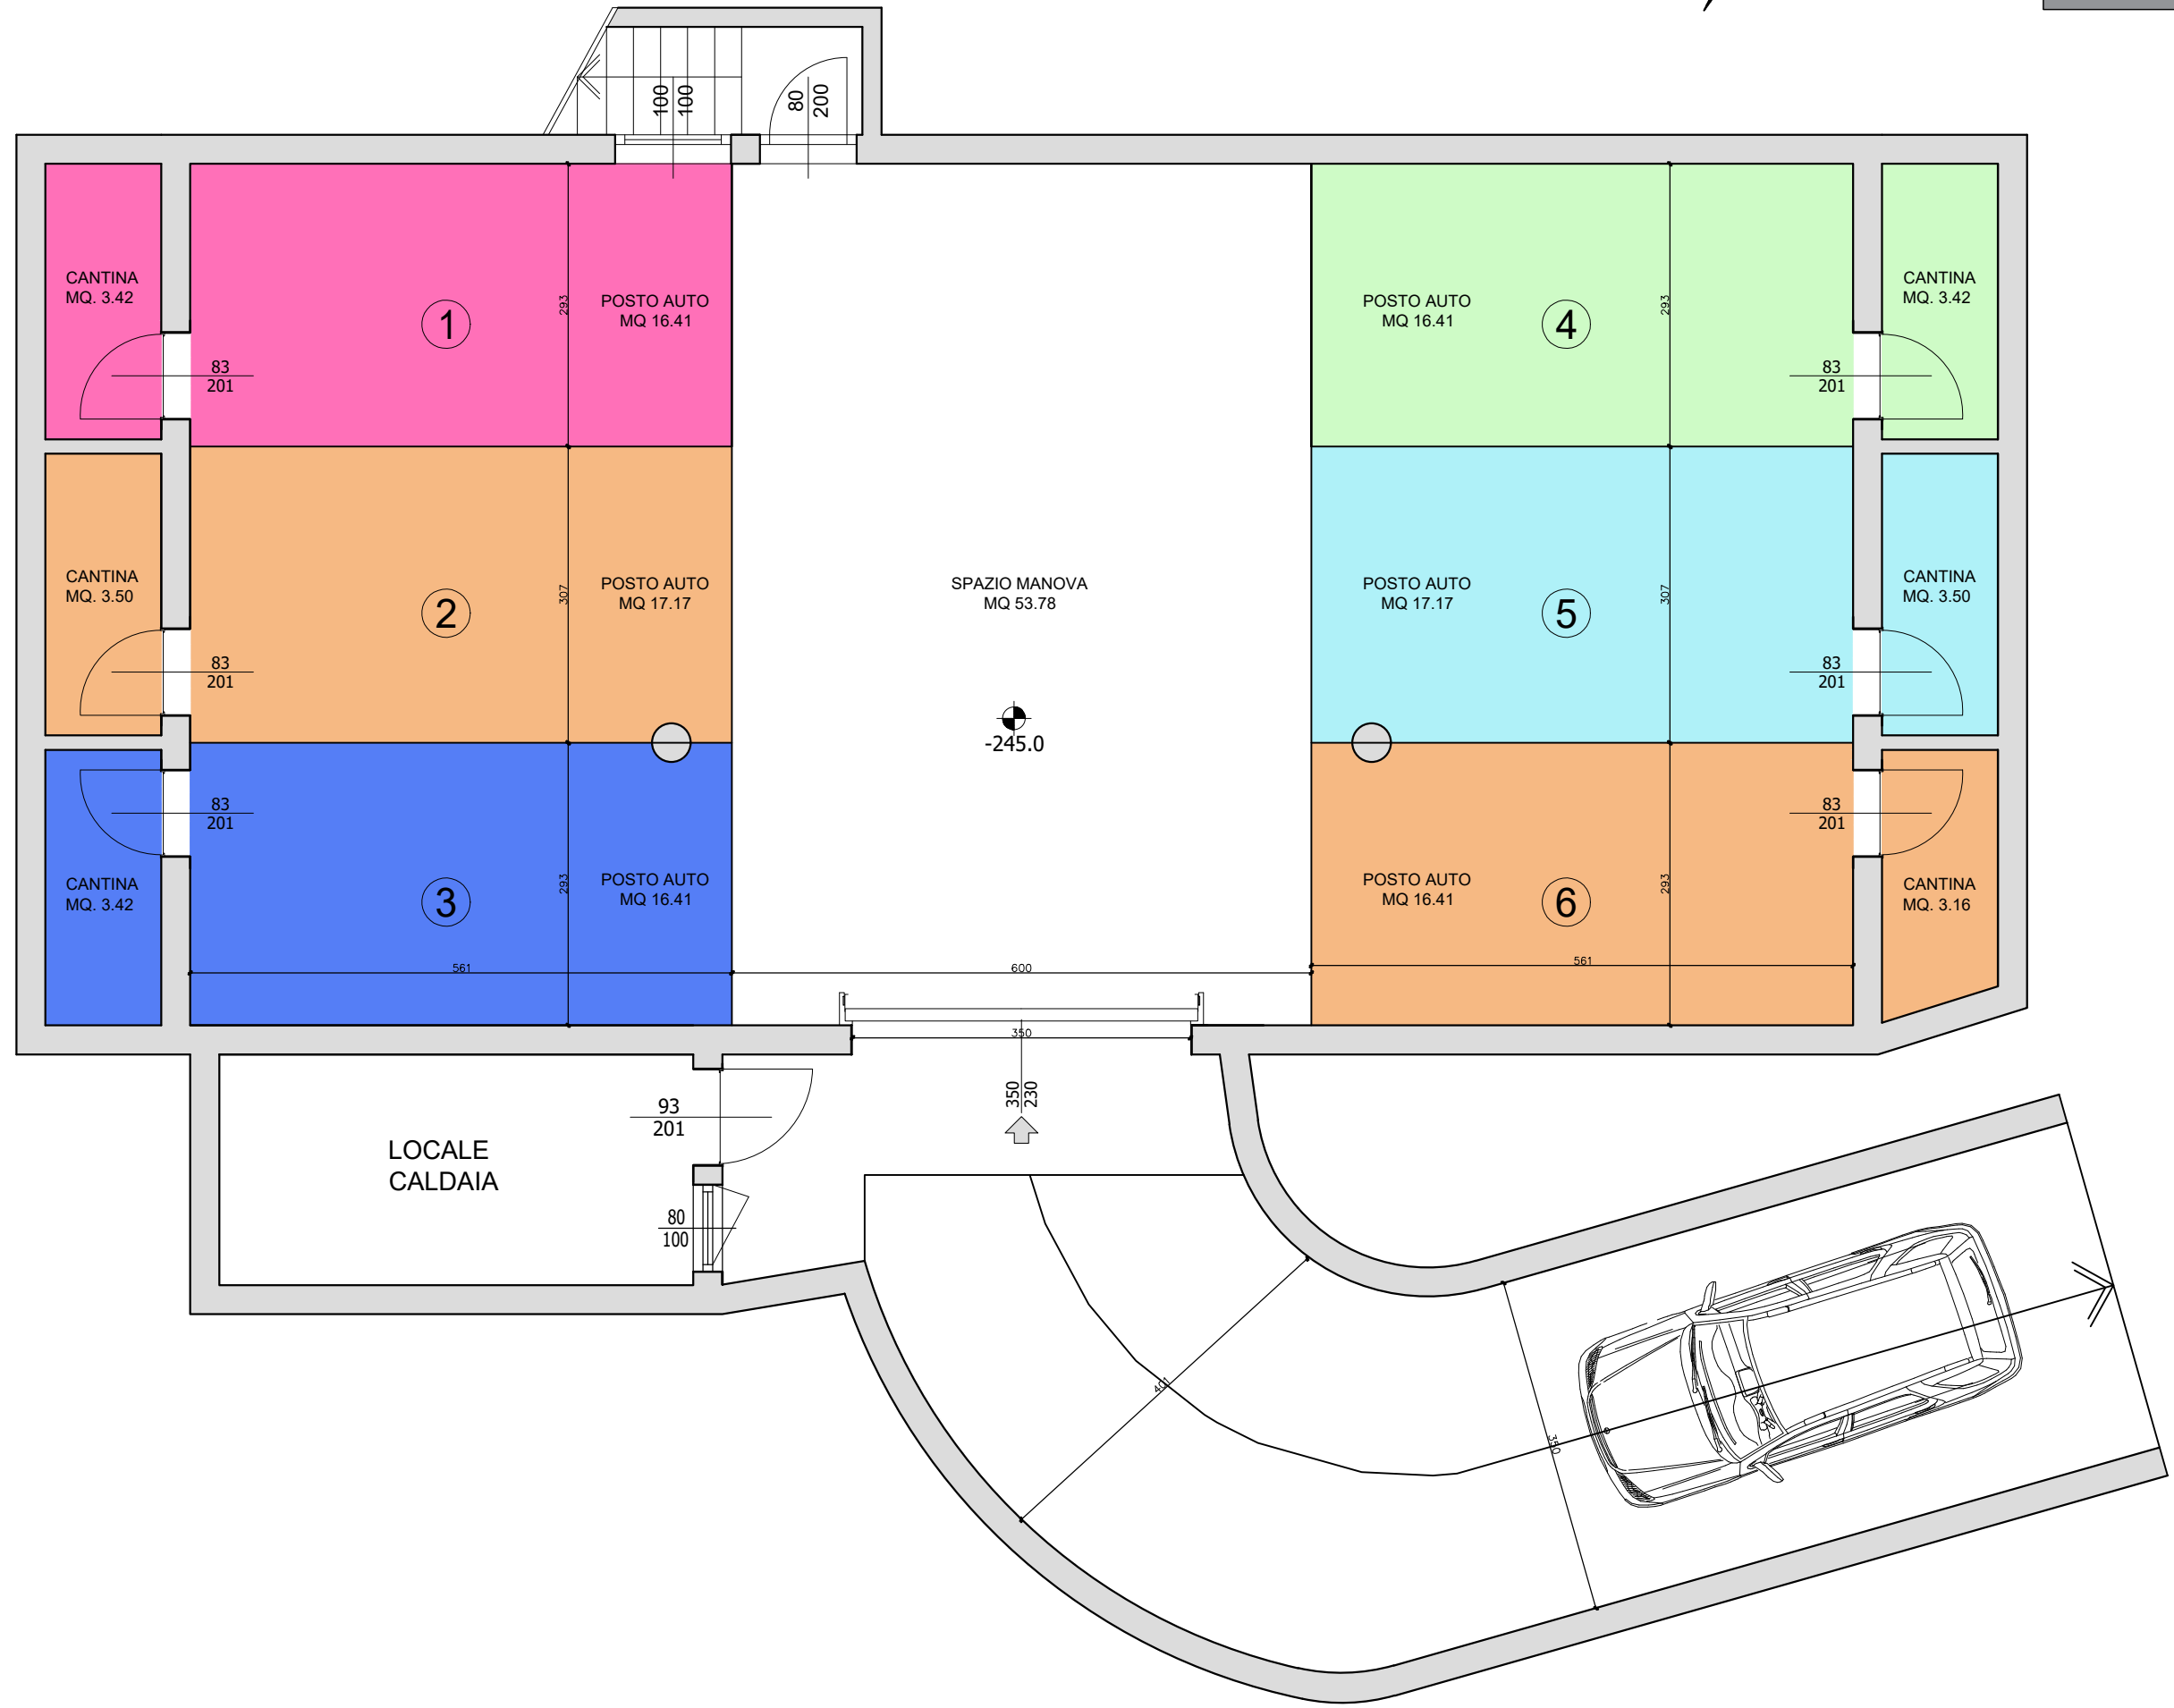 100
100
80
200
CANTINA
MQ. 3.42
1
293
POSTO AUTO
MQ 16.41
83
201
POSTO AUTO
MQ 16.41
4
293
83
201
CANTINA
MQ. 3.42
CANTINA
MQ. 3.50
2
307
POSTO AUTO
MQ 17.17
83
201
SPAZIO MANOVA
MQ 53.78
-245.0
POSTO AUTO
MQ 17.17
5
307
83
201
CANTINA
MQ. 3.50
83
201
CANTINA
MQ. 3.42
3
293
POSTO AUTO
MQ 16.41
561
600
POSTO AUTO
MQ 16.41
6
293
561
83
201
CANTINA
MQ. 3.16
350
350
230
93
201
LOCALE
CALDAIA
80
100
401
350